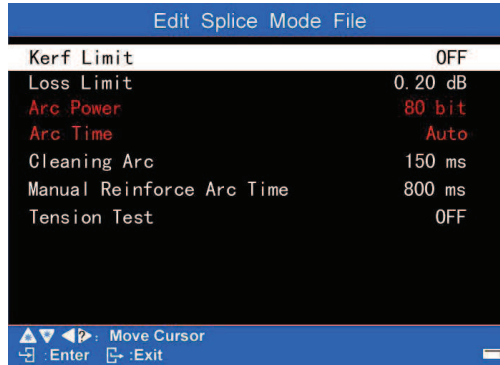 Edit Splice Mode File
Kerf Limit OFF
Loss Limit 0.20 dB
Arc Power 80 bit
Arc Time Auto
Cleaning Arc 150 ms
Manual Reinforce Arc Time 800 ms
Tension Test OFF
?: Move Cursor
:Enter :Exit